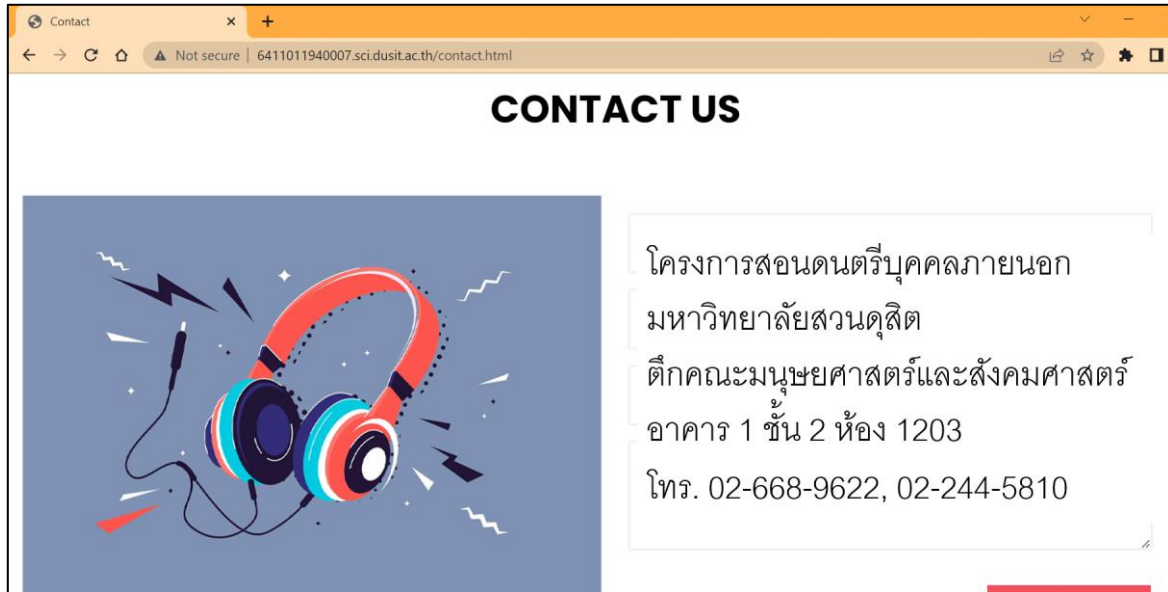 Contact
Not secure | 6411011940007.sci.dusit.ac.th/contact.html
CONTACT US
โครงการสอนดนตรีบุคคลภายนอก
มหาวิทยาลัยสวนดุสิต
ตึกคณะมนุษยศาสตร์และสังคมศาสตร์
อาคาร 1 ชั้น 2 ห้อง 1203
โทร. 02-668-9622, 02-244-5810